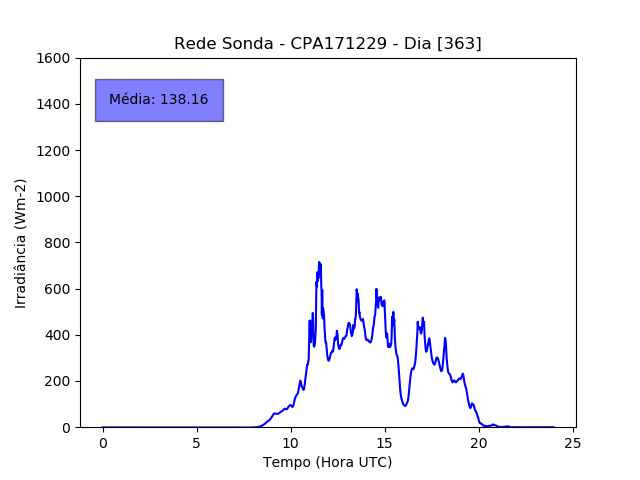 Rede Sonda - CPA171229 - Dia [363]
1600
1400
1200
1000
800
600
400
200
0
Irradiância (Wm-2)
Média: 138.16
0 5 10 15 20 25
Tempo (Hora UTC)